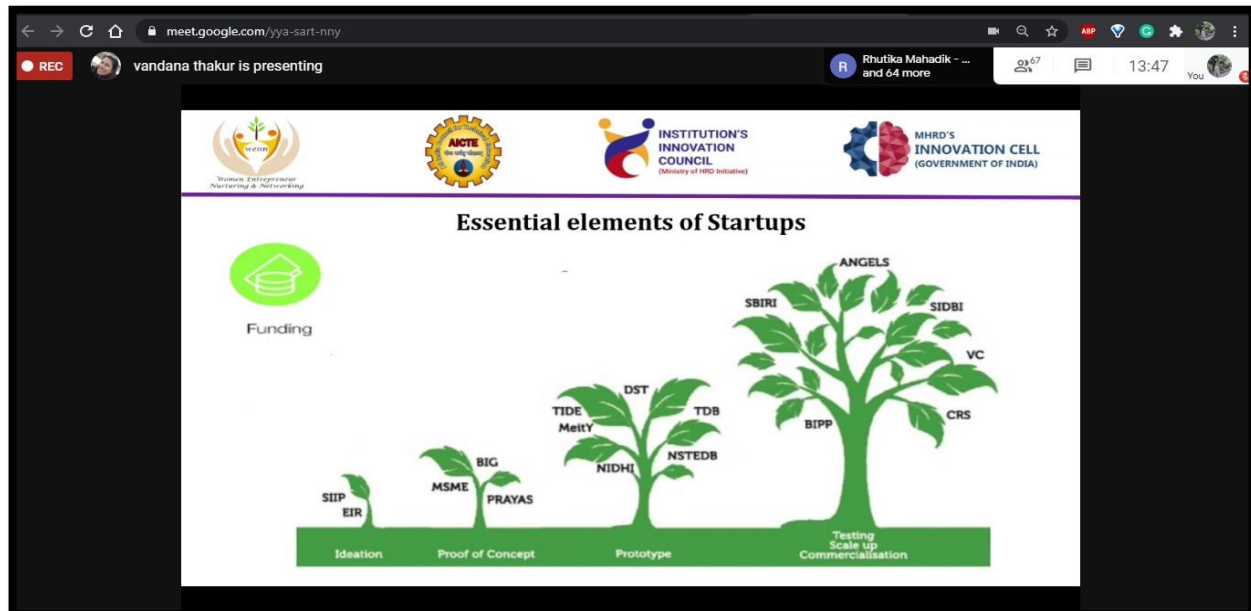 meet.google.com/yya-sart-nny
ABP
REC
vandana thakur is presenting
R
Rhutika Mahadik - ...
and 64 more
67
13:47
You
wenn
Women Entrepreneur
Nurturing & Networking
AICTE
INSTITUTION'S
INNOVATION
COUNCIL
(Ministry of HRD Initiative)
MHRD'S
INNOVATION CELL
(GOVERNMENT OF INDIA)
Essential elements of Startups
Funding
SIIP
EIR
BIG
MSME
PRAYAS
DST
TIDE
TDB
MeitY
NSTEDB
NIDHI
ANGELS
SBIRI
SIDBI
VC
CRS
BIPP
Ideation
Proof of Concept
Prototype
Testing
Scale up
Commercialisation